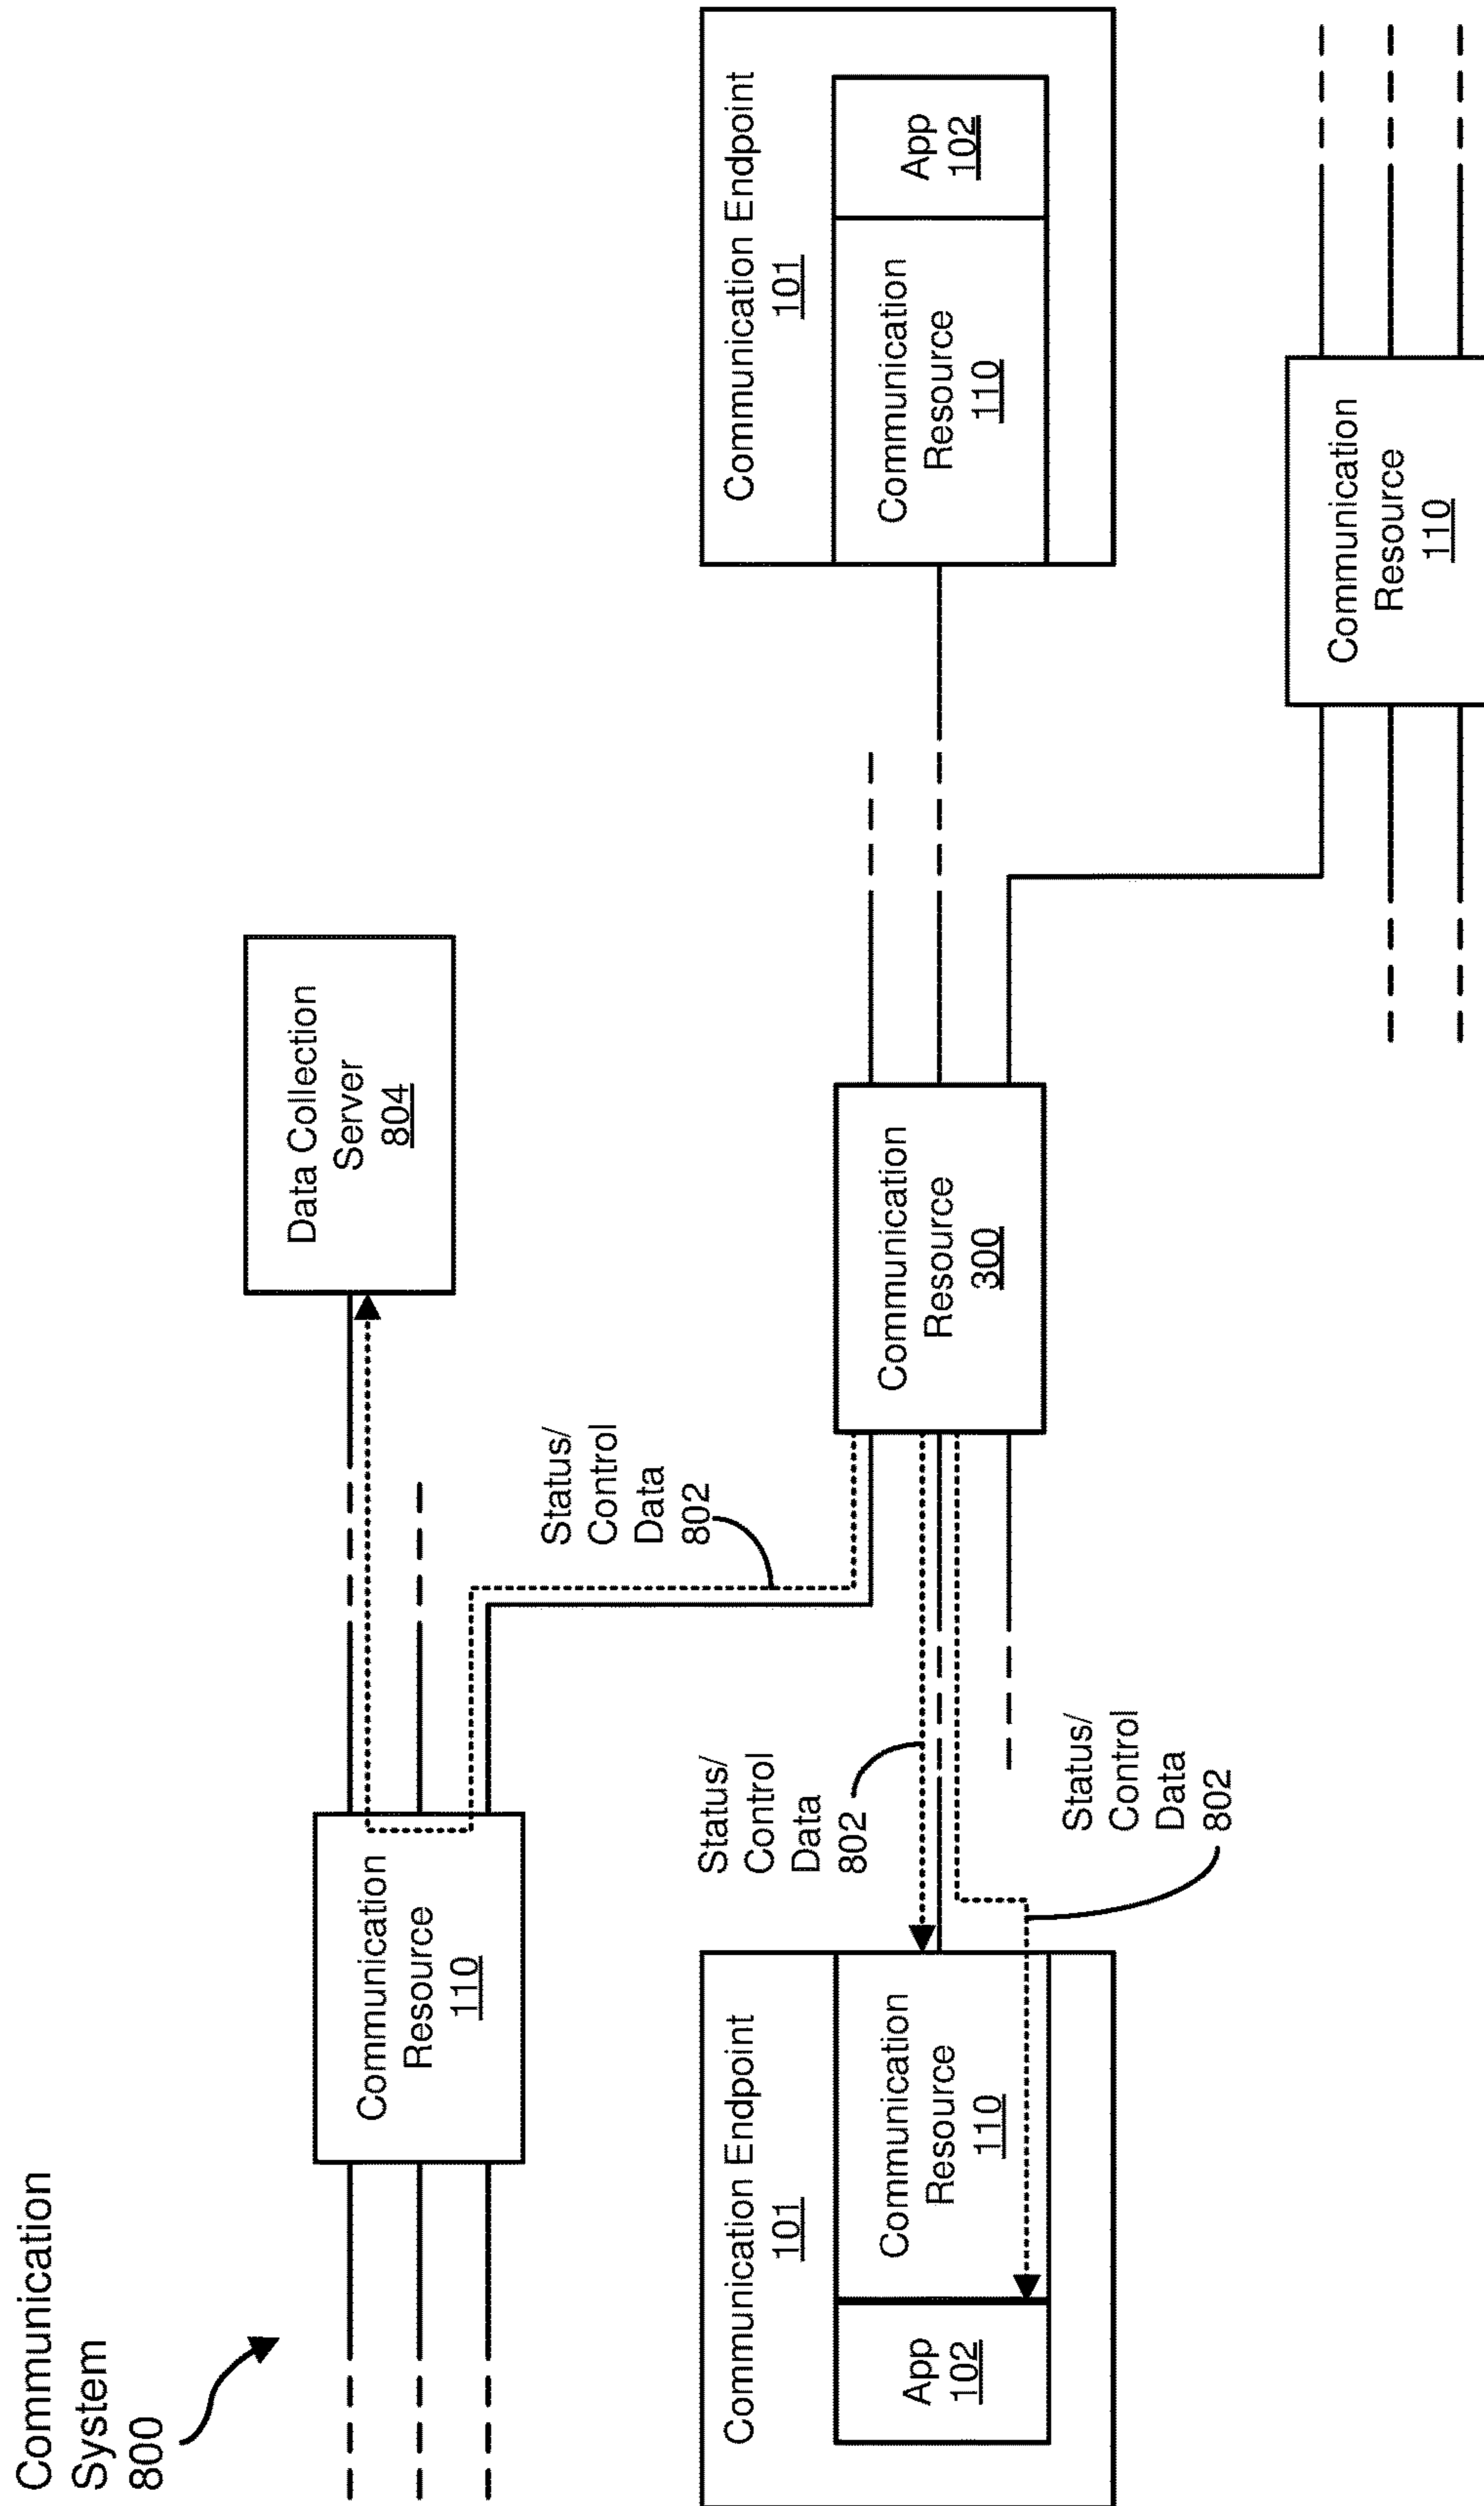 Communication
System
800
Communication
Resource
110
Data Collection
Server
804
Status/
Control
Data
802
Communication Endpoint
101
App
102
Communication
Resource
110
Status/
Control
Data
802
Status/
Control
Data
802
Communication
Resource
300
Communication Endpoint
101
Communication
Resource
110
App
102
Communication
Resource
110